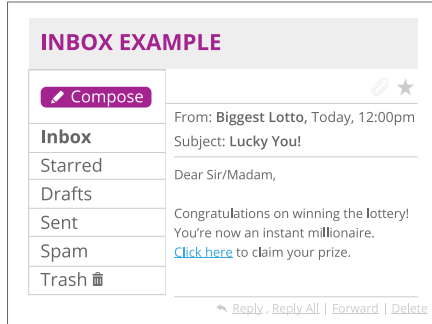 INBOX EXAMPLE
Compose
Inbox
Starred
Drafts
Sent
Spam
Trash
From: Biggest Lotto, Today, 12:00pm
Subject: Lucky You!
Dear Sir/Madam,
Congratulations on winning the lottery!
You're now an instant millionaire.
Click here to claim your prize.
Reply , Reply All | Forward | Delete